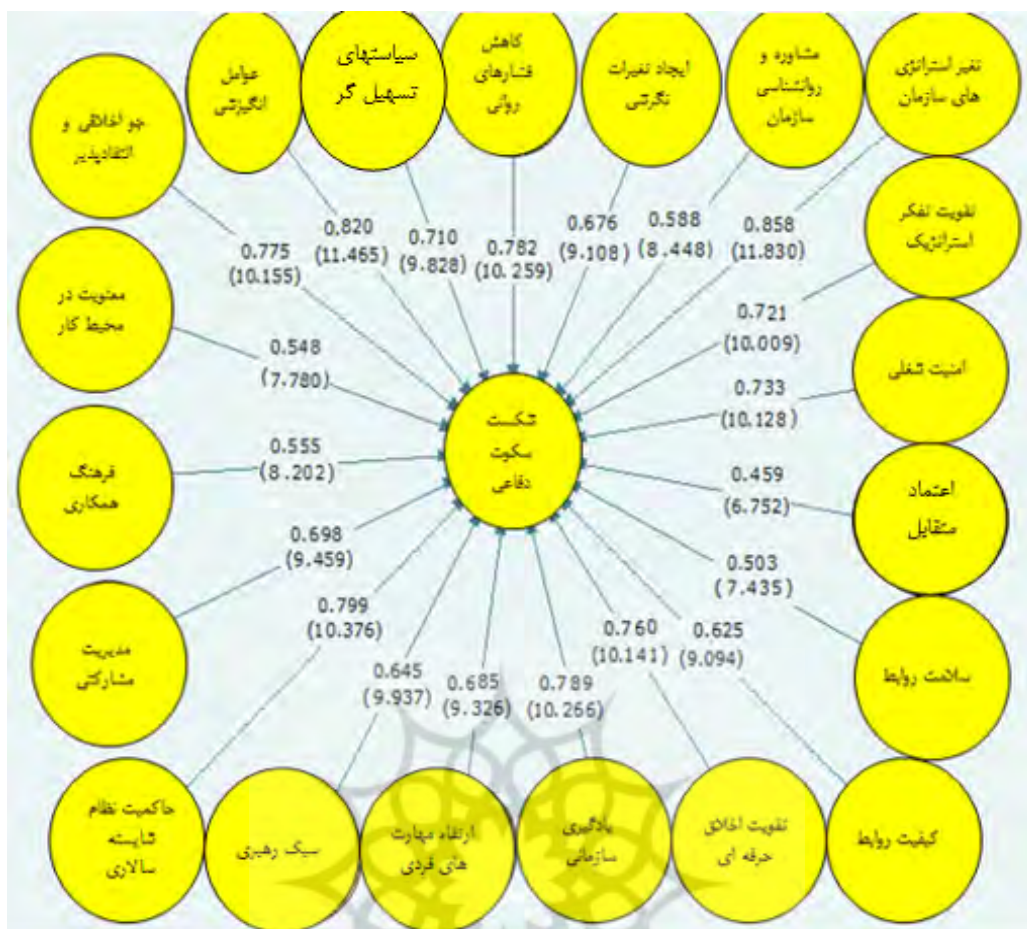 عوامل
انگیزشی
سیاستهای
تسهیل گر
کاهش
فشارهای
روانی
ایجاد تغیرات
نگرشی
مشاوره و
روانشناسی
سازمان
تغیر استراتژی
های سازمان
جو اخلاقی و
انتقادپذیر
تقویت تفکر
استراتژیک
معنویت در
محیط کار
امنیت شغلی
فرهنگ
همکاری
اعتماد
متقابل
مدیریت
مشارکتی
سلامت روابط
حاکمیت نظام
شایسته
سالاری
سبک رهبری
ارتقاء مهارت
های فردی
یادگیری
سازمانی
تقویت اخلاق
حرفه ای
کیفیت روابط
شکست
سکوت
دفاعی
0.775
(10.155)
0.820
(11.465)
0.710
(9.828)
0.782
(10.259)
0.676
(9.108)
0.588
(8.448)
0.858
(11.830)
0.721
(10.009)
0.548
(7.780)
0.733
(10.128)
0.555
(8.202)
0.459
(6.752)
0.698
(9.459)
0.503
(7.435)
0.799
(10.376)
0.645
(9.937)
0.685
(9.326)
0.789
(10.266)
0.760
(10.141)
0.625
(9.094)